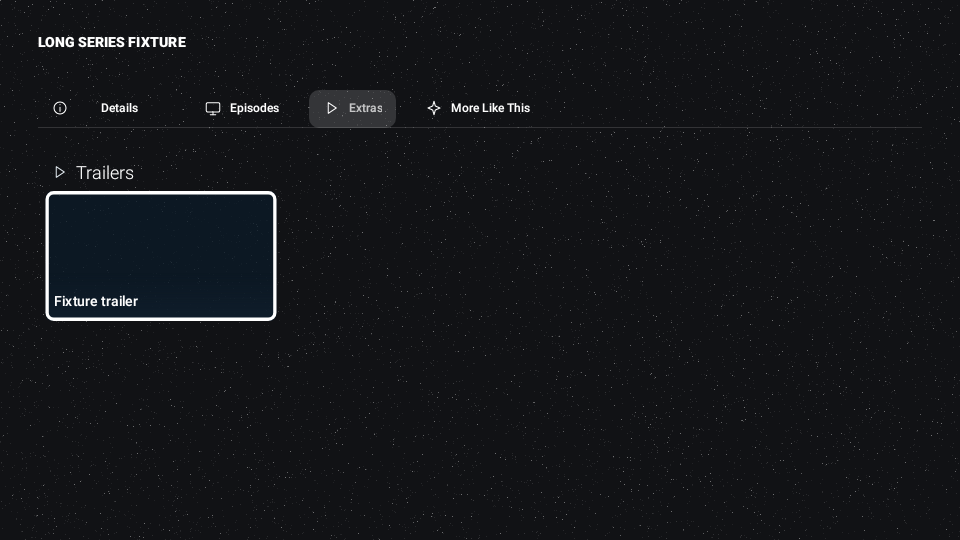 LONG SERIES FIXTURE
Details Episodes Extras More Like This
Trailers
Fixture trailer